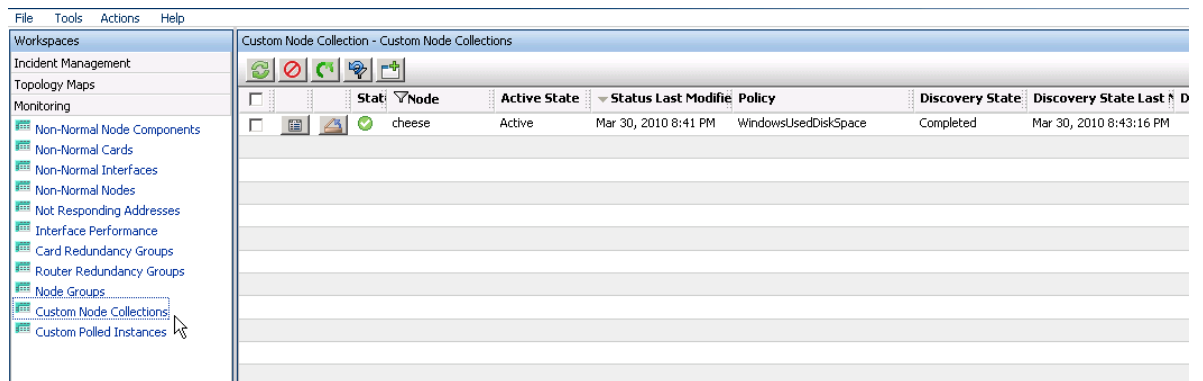 File Tools Actions Help
Workspaces
Incident Management
Topology Maps
Monitoring
Non-Normal Node Components
Non-Normal Cards
Non-Normal Interfaces
Non-Normal Nodes
Not Responding Addresses
Interface Performance
Card Redundancy Groups
Router Redundancy Groups
Node Groups
Custom Node Collections
Custom Polled Instances
Custom Node Collection - Custom Node Collections
Stat Node Active State Status Last Modifie Policy Discovery State Discovery State Last M D
cheese Active Mar 30, 2010 8:41 PM WindowsUsedDiskSpace Completed Mar 30, 2010 8:43:16 PM